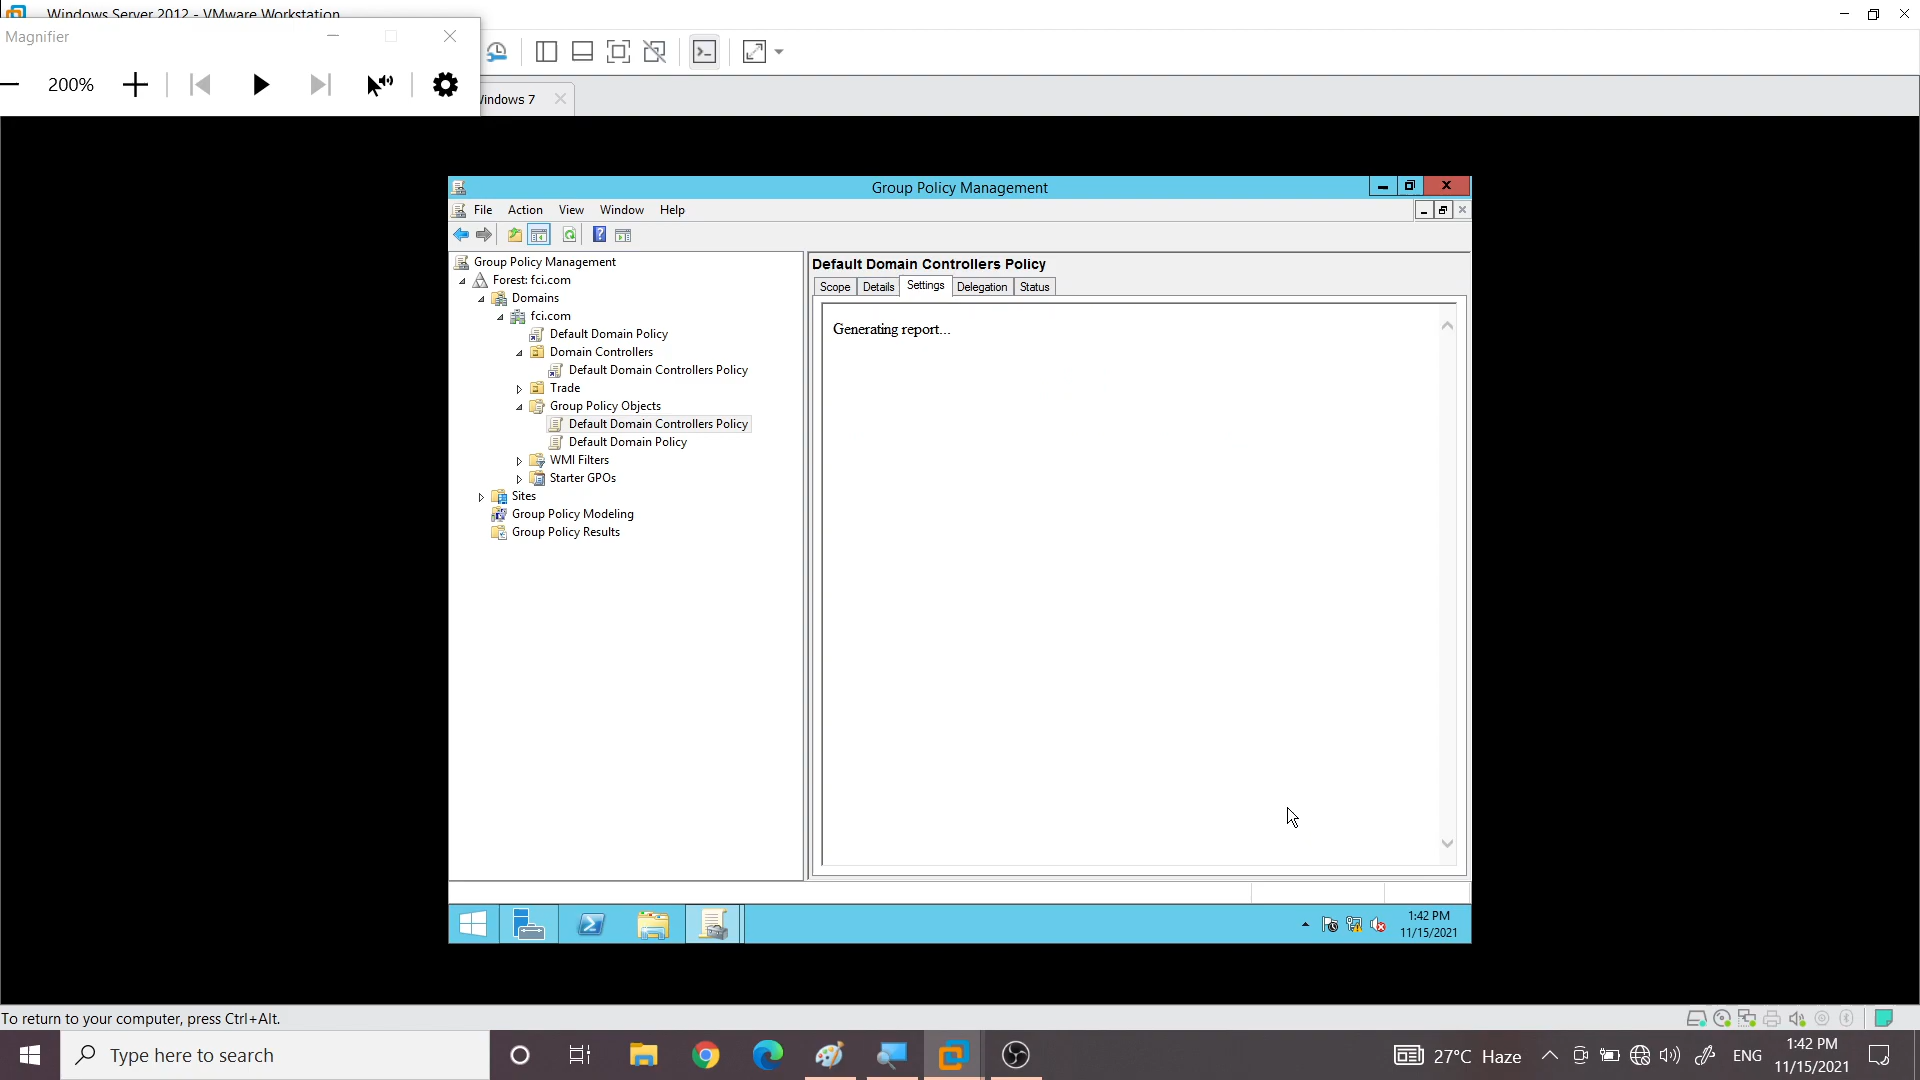 Windows Server 2012 - VMware Workstation
Magnifier
200%
Windows 7
Group Policy Management
File Action View Window Help
Group Policy Management
Forest: fci.com
Domains
fci.com
Default Domain Policy
Domain Controllers
Default Domain Controllers Policy
Trade
Group Policy Objects
Default Domain Controllers Policy
Default Domain Policy
WMI Filters
Starter GPOs
Sites
Group Policy Modeling
Group Policy Results
Default Domain Controllers Policy
Scope Details Settings Delegation Status
Generating report...
1:42 PM
11/15/2021
To return to your computer, press Ctrl+Alt.
Type here to search
27°C Haze
ENG
1:42 PM
11/15/2021